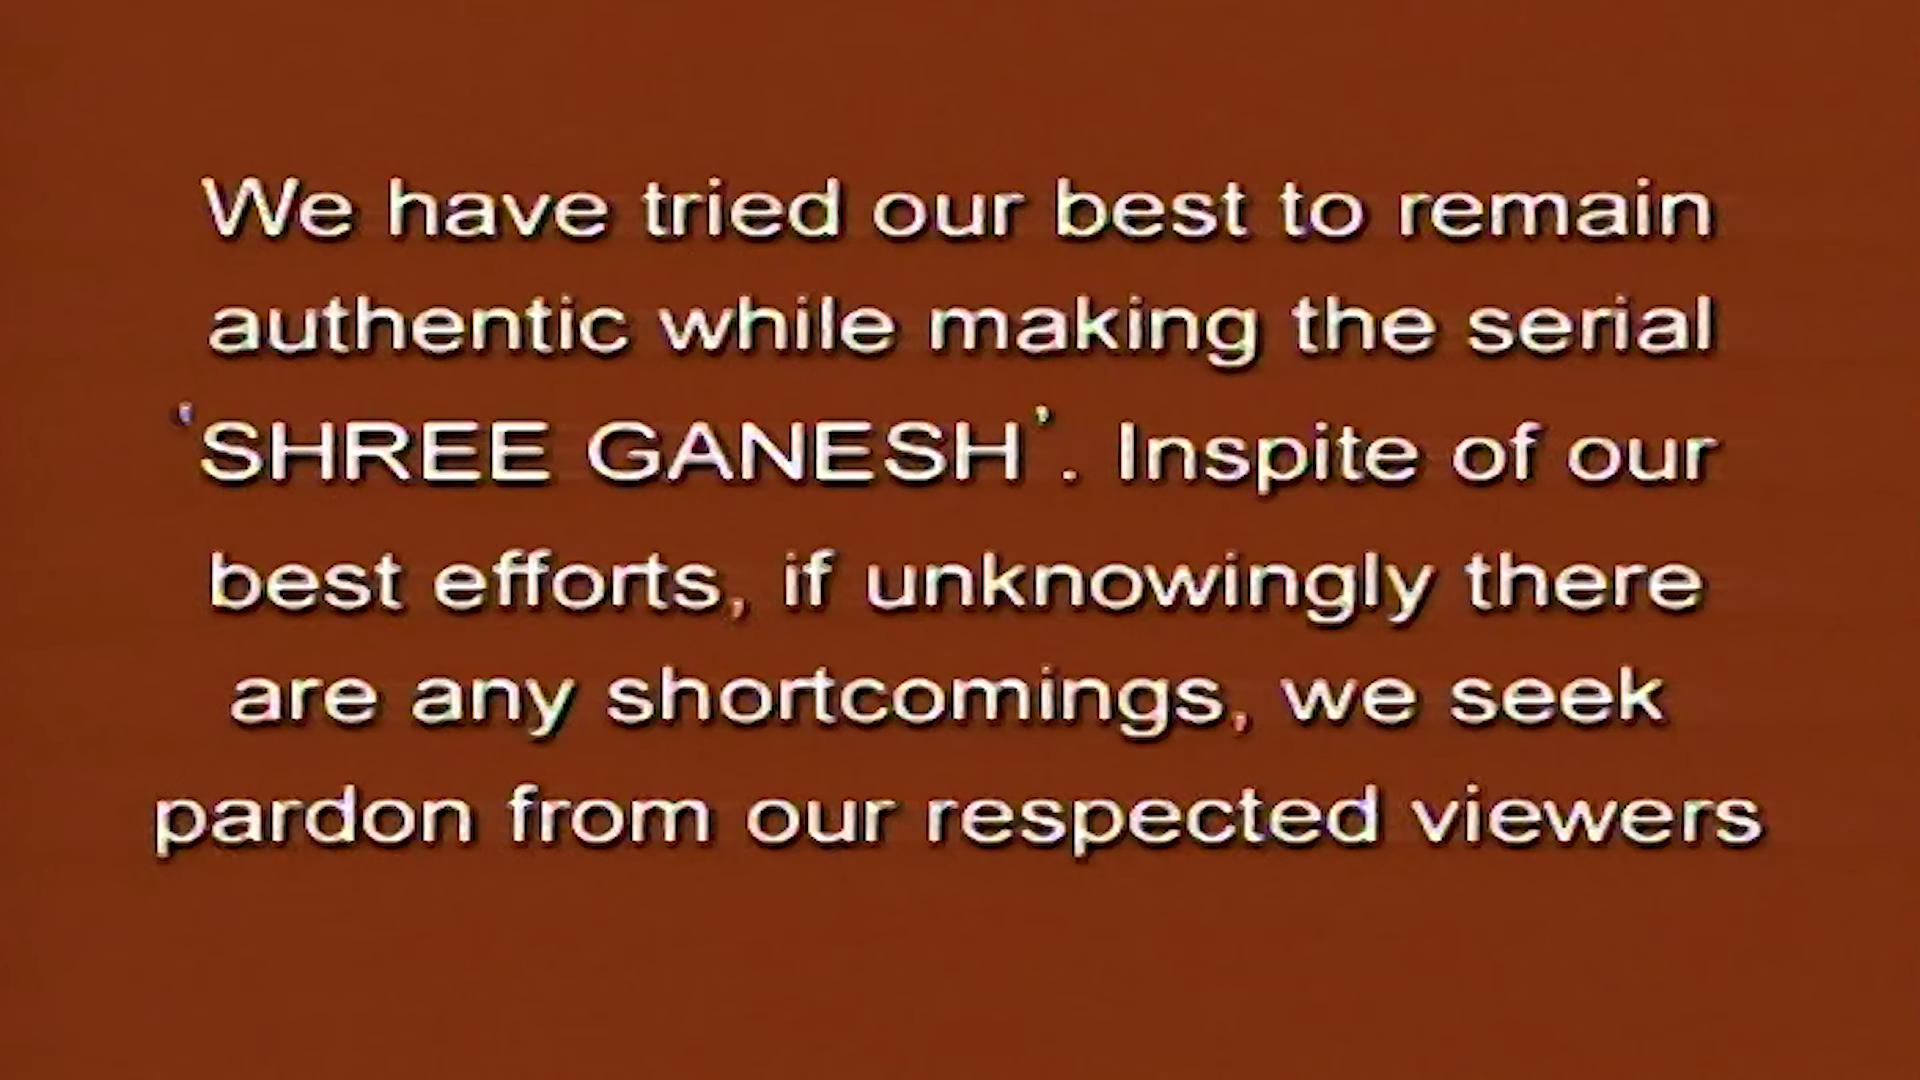 We have tried our best to remain
authentic while making the serial
'SHREE GANESH'. Inspite of our
best efforts, if unknowingly there
are any shortcomings, we seek
pardon from our respected viewers